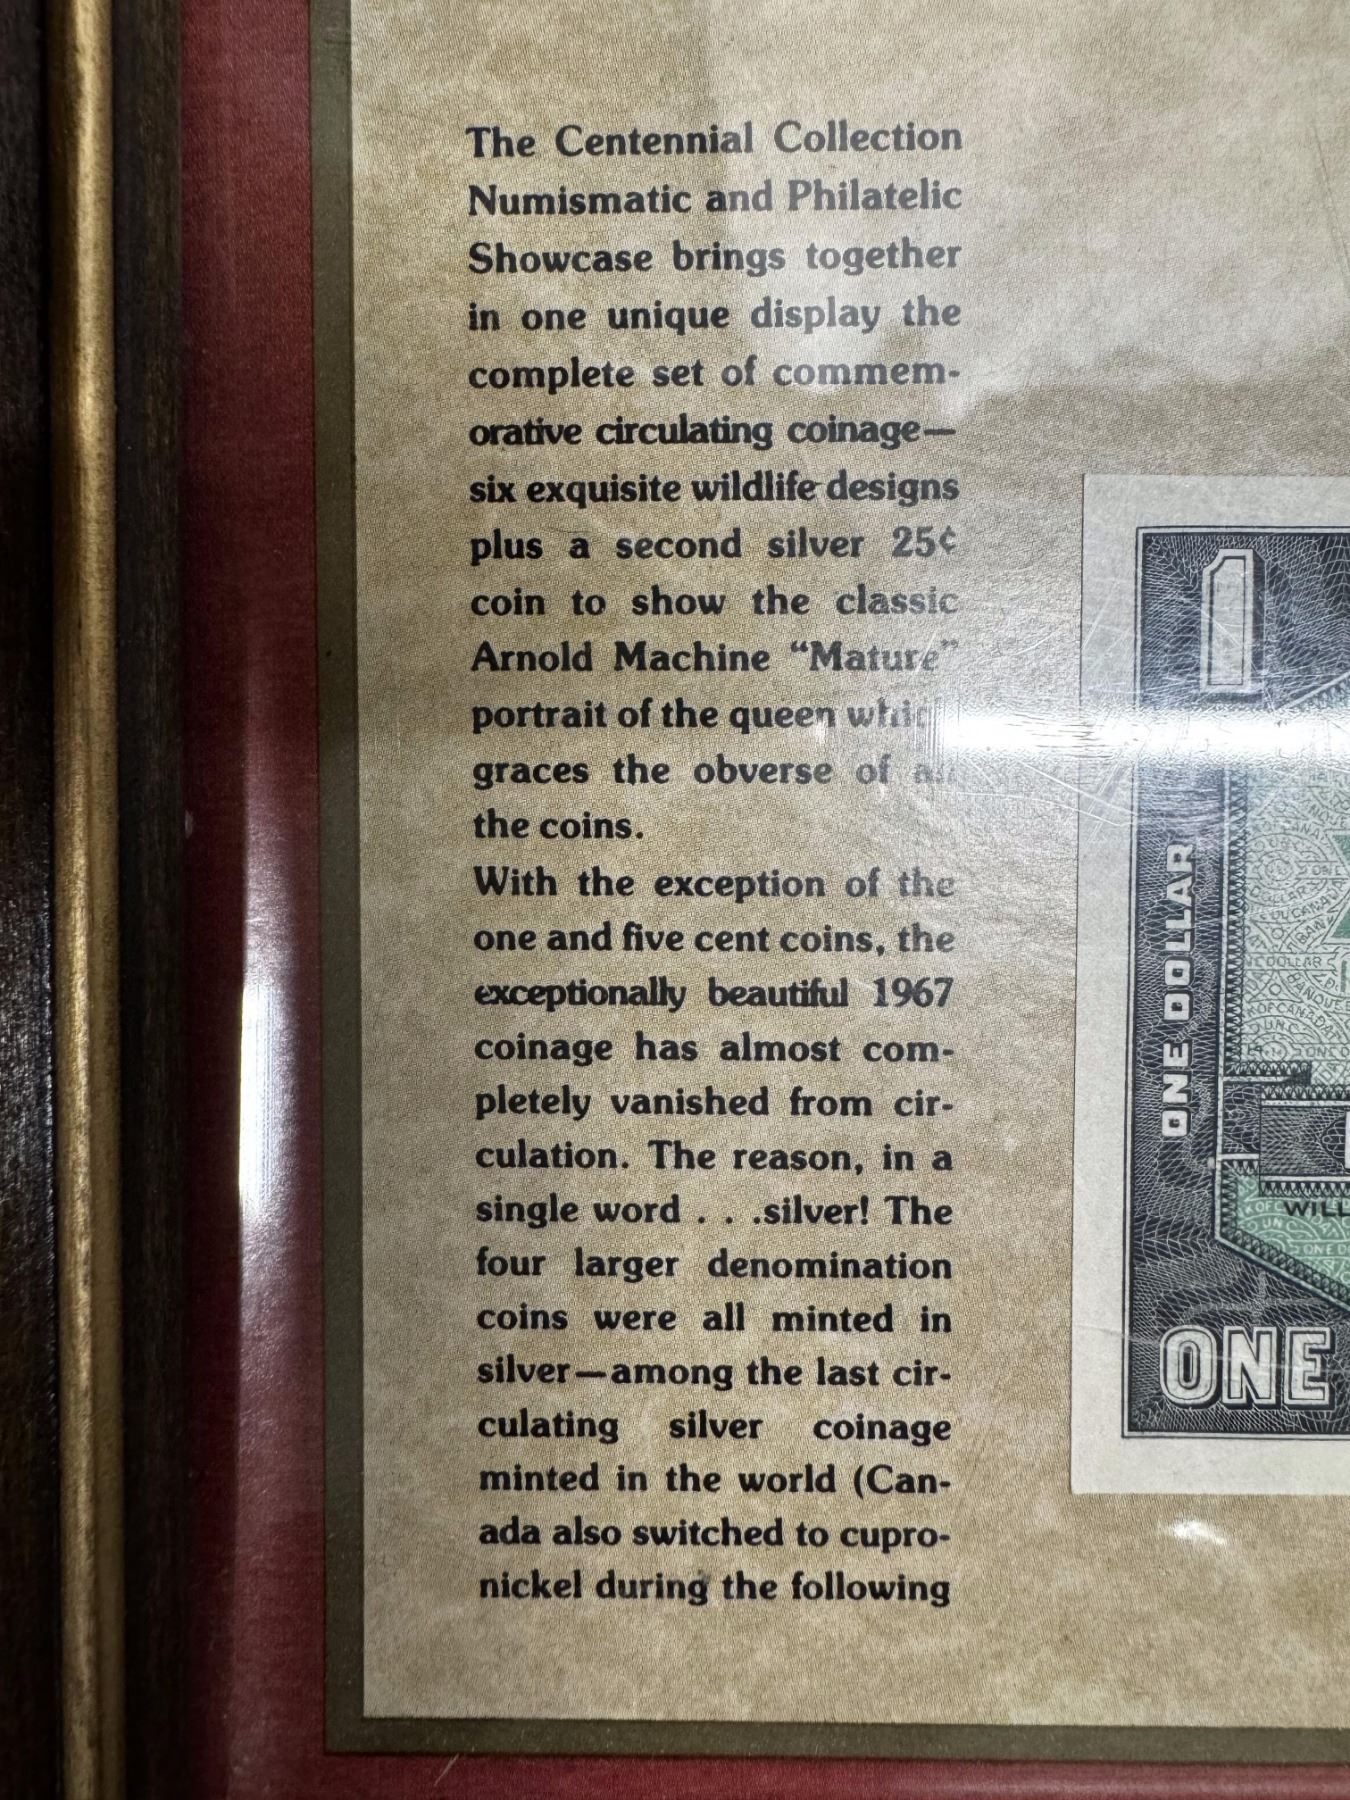 The Centennial Collection
Numismatic and Philatelic
Showcase brings together
in one unique display the
complete set of commem-
orative circulating coinage—
six exquisite wildlife designs
plus a second silver 25¢
coin to show the classic
Arnold Machine “Mature”
portrait of the queen
graces the obverse of
the coins.
With the exception of the
one and five cent coins, the
exceptionally beautiful 1967
coinage has almost com-
pletely vanished from cir-
culation. The reason, in a
single word . . .silver! The
four larger denomination
coins were all minted in
silver—among the last cir-
culating silver coinage
minted in the world (Can-
ada also switched to cupro-
nickel during the following
1
ONE DOLLAR
WILL
ONE